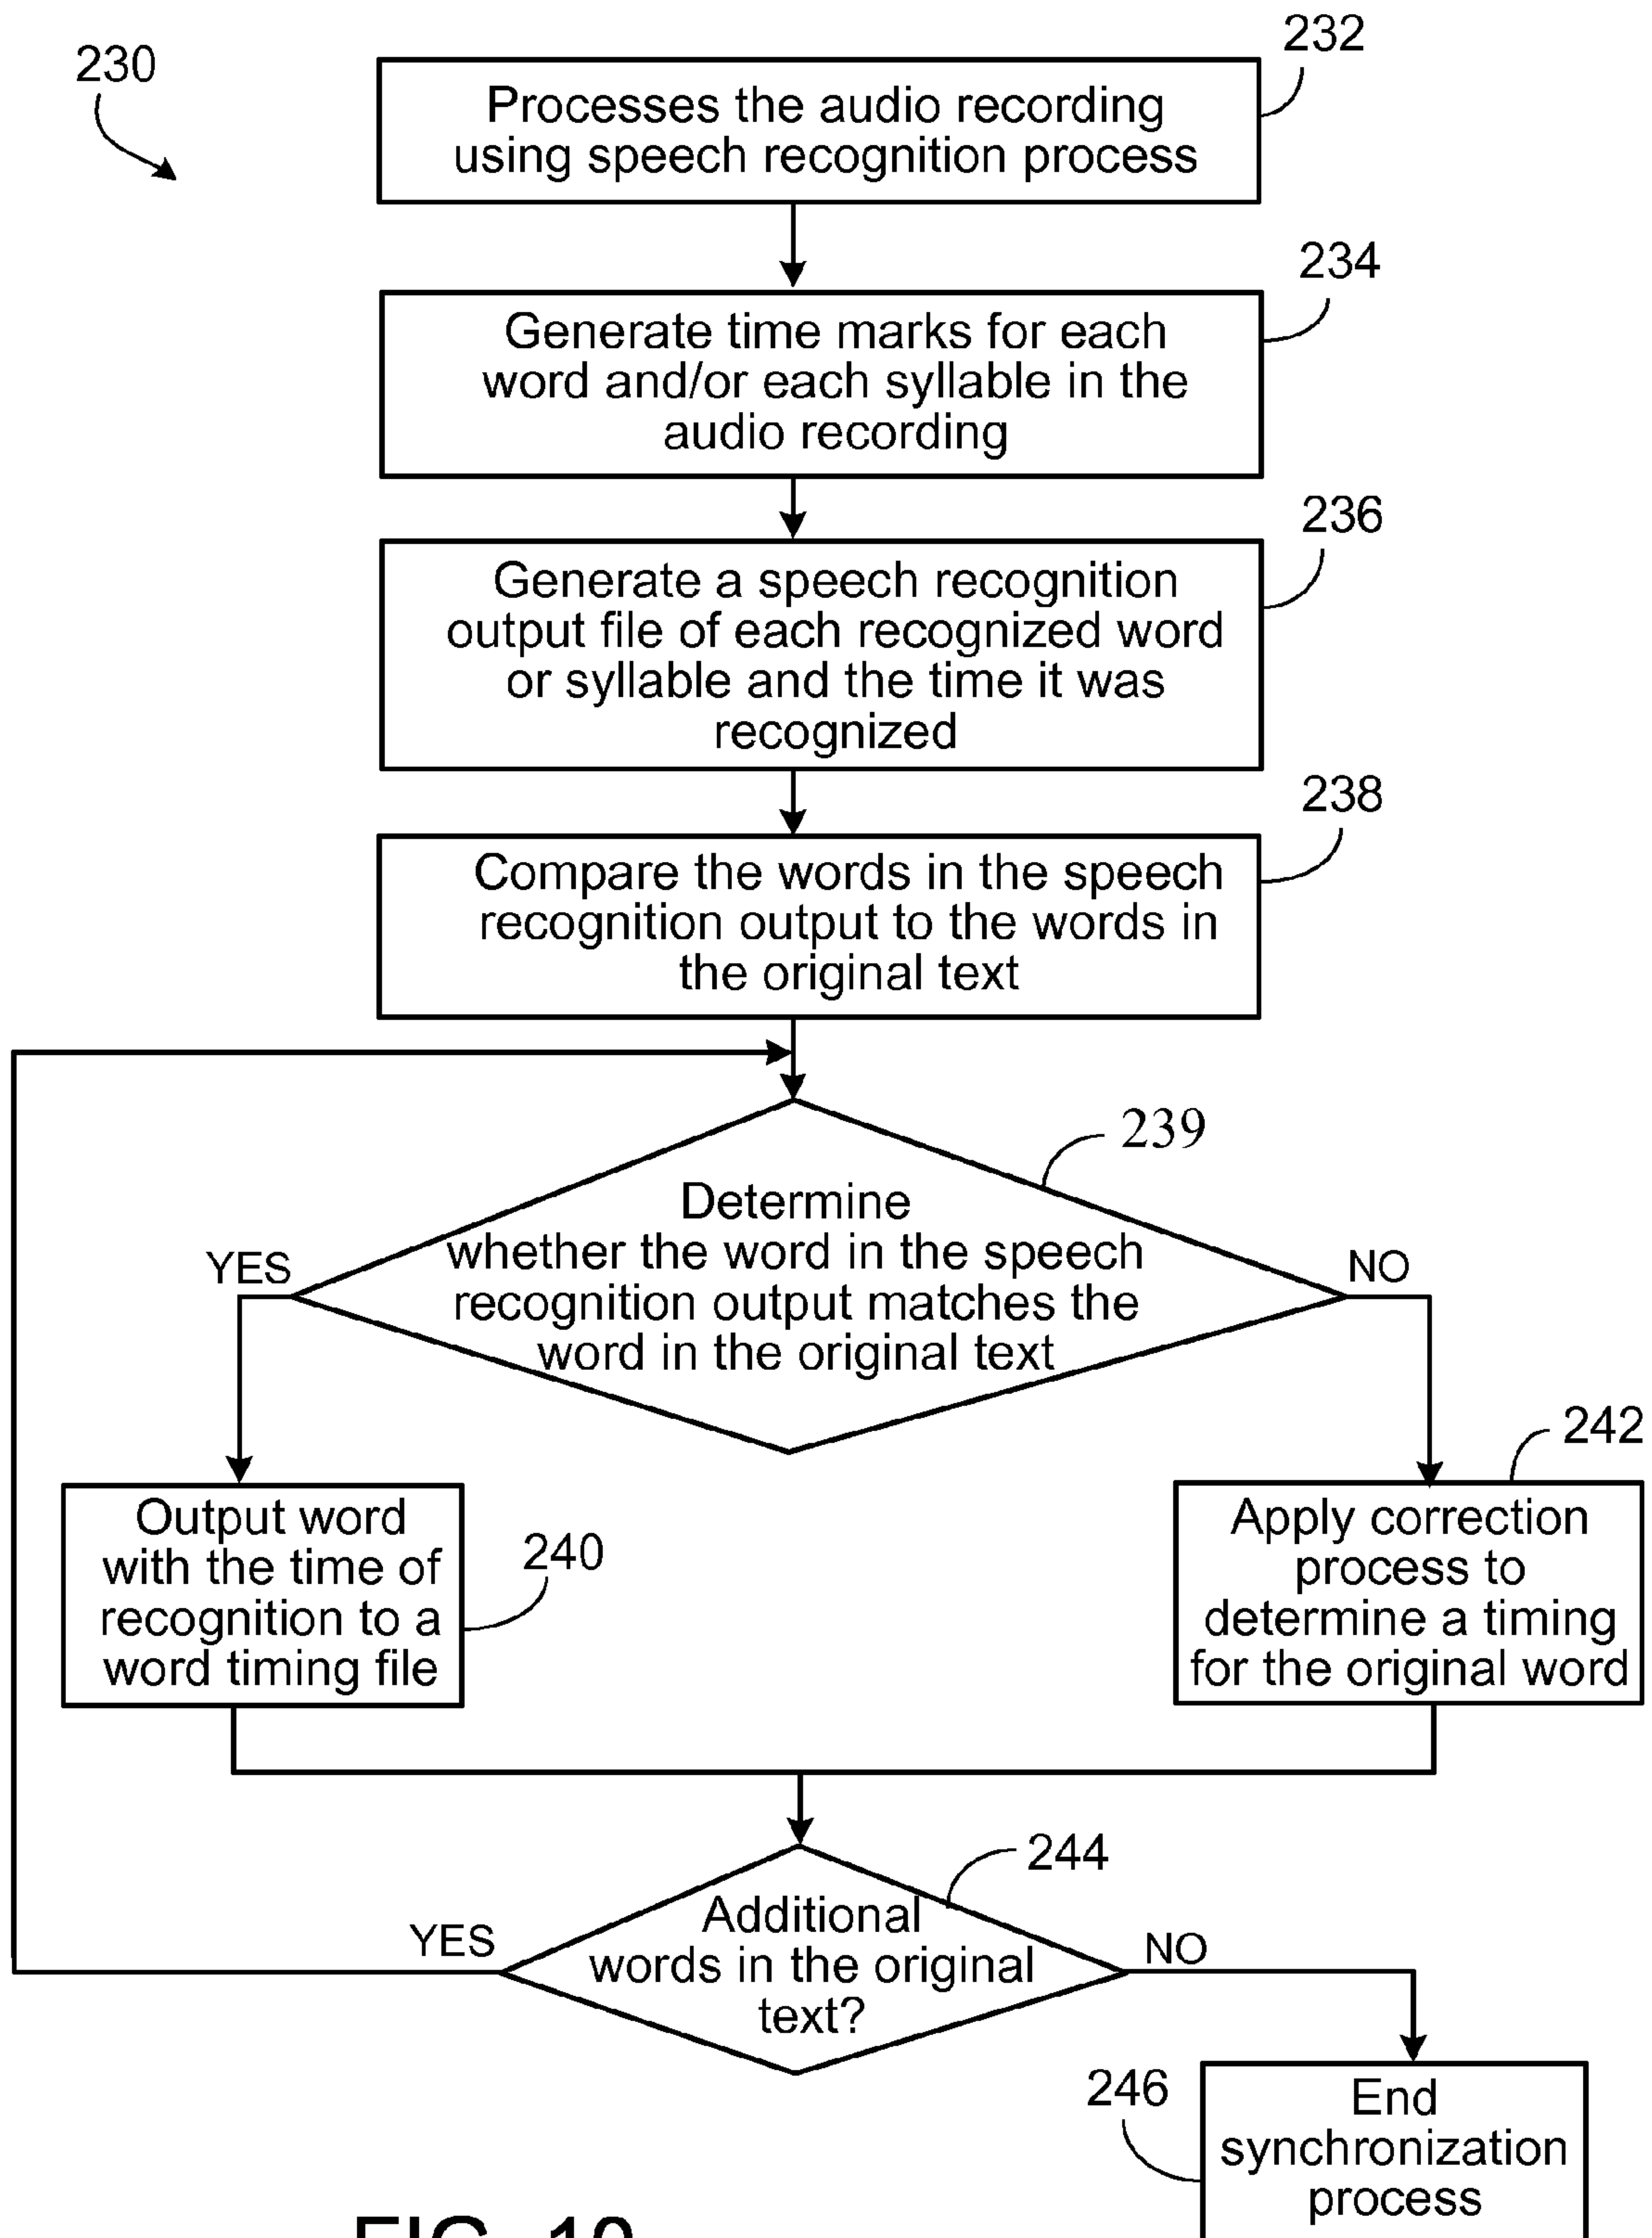 230
232
Processes the audio recording
using speech recognition process
234
Generate time marks for each
word and/or each syllable in the
audio recording
236
Generate a speech recognition
output file of each recognized word
or syllable and the time it was
recognized
238
Compare the words in the speech
recognition output to the words in
the original text
239
Determine
whether the word in the speech
recognition output matches the
word in the original text
YES
NO
240
Output word
with the time of
recognition to a
word timing file
242
Apply correction
process to
determine a timing
for the original word
244
Additional
words in the original
text?
YES
NO
246
End
synchronization
process